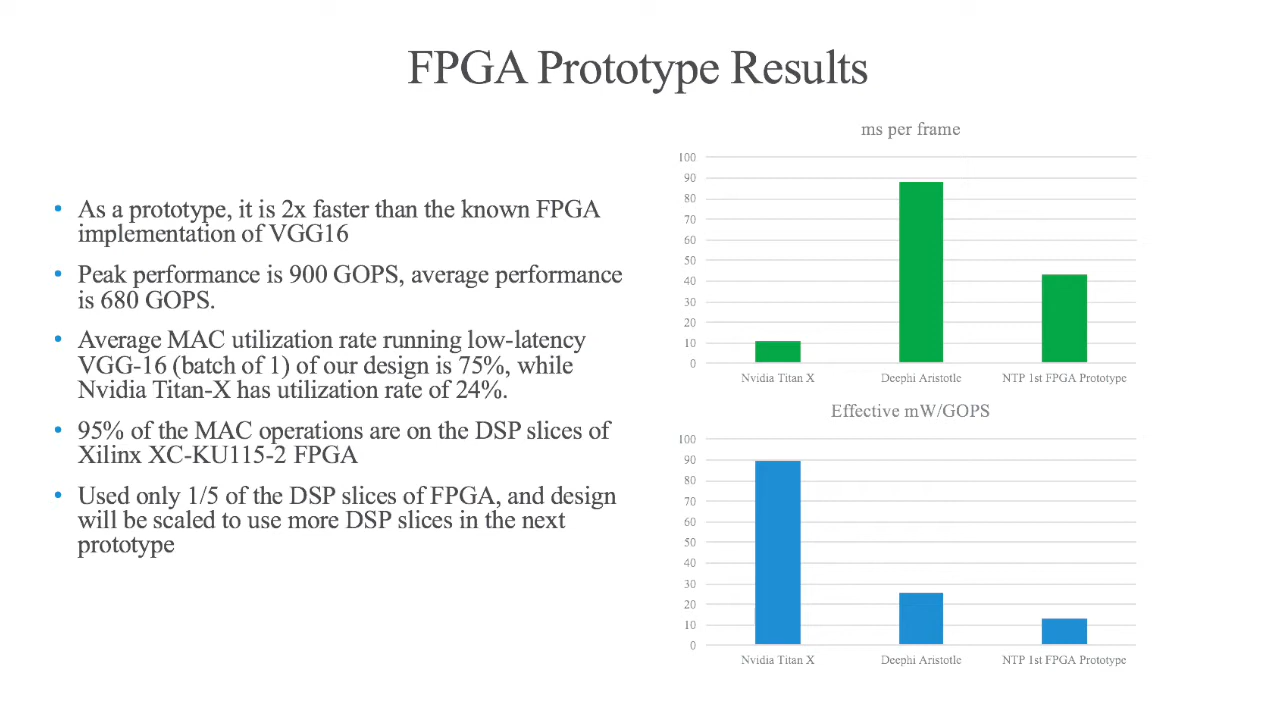 FPGA Prototype Results
• As a prototype, it is 2x faster than the known FPGA
implementation of VGG16
• Peak performance is 900 GOPS, average performance
is 680 GOPS.
• Average MAC utilization rate running low-latency
VGG-16 (batch of 1) of our design is 75%, while
Nvidia Titan-X has utilization rate of 24%.
• 95% of the MAC operations are on the DSP slices of
Xilinx XC-KU115-2 FPGA
• Used only 1/5 of the DSP slices of FPGA, and design
will be scaled to use more DSP slices in the next
prototype
ms per frame
100
90
80
70
60
50
40
30
20
10
0
Nvidia Titan X Deephi Aristotle NTP 1st FPGA Prototype
Effective mW/GOPS
100
90
80
70
60
50
40
30
20
10
0
Nvidia Titan X Deephi Aristotle NTP 1st FPGA Prototype